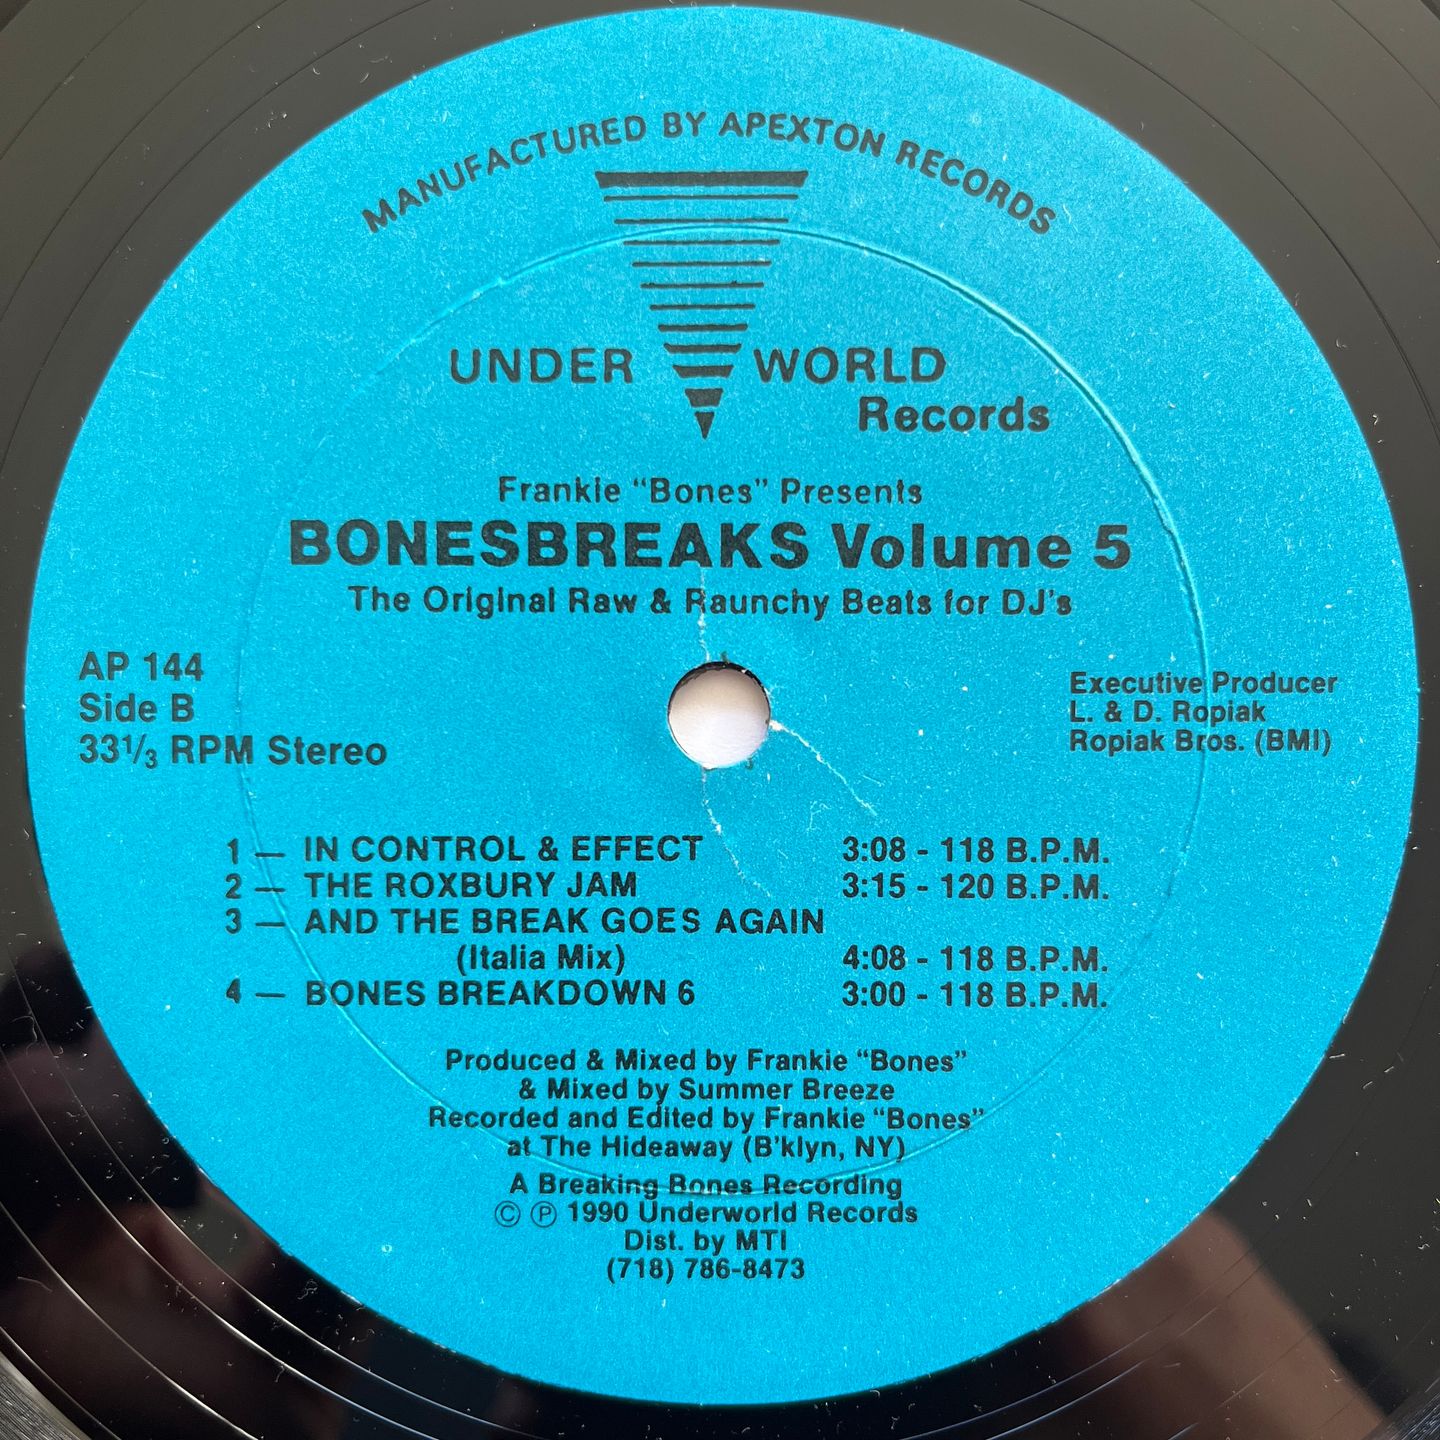 MANUFACTURED BY APEXTON RECORDS
UNDER WORLD
Records
Frankie “Bones” Presents
BONESBREAKS Volume 5
The Original Raw & Raunchy Beats for DJ's
AP 144
Side B
33⅓ RPM Stereo
Executive Producer
L. & D. Ropiak
Ropiak Bros. (BMI)
1 — IN CONTROL & EFFECT 3:08 - 118 B.P.M.
2 — THE ROXBURY JAM 3:15 - 120 B.P.M.
3 — AND THE BREAK GOES AGAIN
(Italia Mix) 4:08 - 118 B.P.M.
4 — BONES BREAKDOWN 6 3:00 - 118 B.P.M.
Produced & Mixed by Frankie “Bones”
& Mixed by Summer Breeze
Recorded and Edited by Frankie “Bones”
at The Hideaway (B'klyn, NY)
A Breaking Bones Recording
© ℗ 1990 Underworld Records
Dist. by MTI
(718) 786-8473